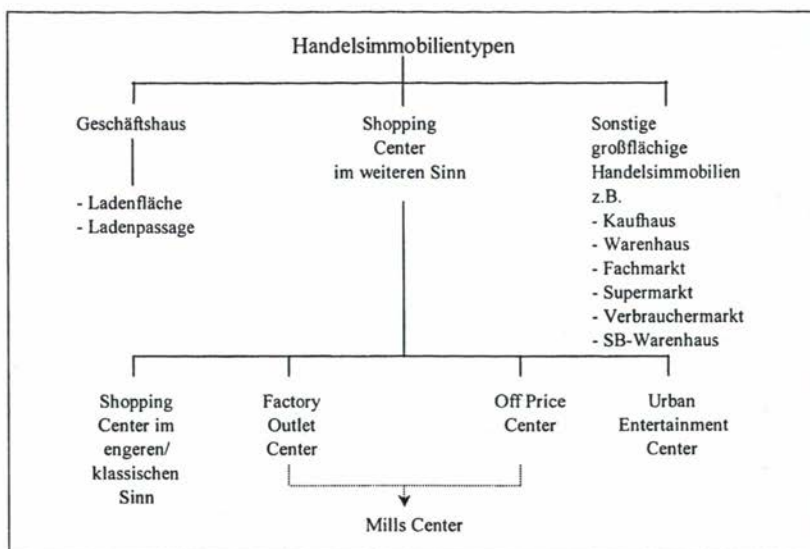 Handelsimmobilientypen
Geschäftshaus
- Ladenfläche
- Ladenpassage
Shopping
Center
im weiteren Sinn
Sonstige
großflächige
Handelsimmobilien
z.B.
- Kaufhaus
- Warenhaus
- Fachmarkt
- Supermarkt
- Verbrauchermarkt
- SB-Warenhaus
Shopping
Center im
engeren/
klassischen
Sinn
Factory
Outlet
Center
Off Price
Center
Urban
Entertainment
Center
Mills Center